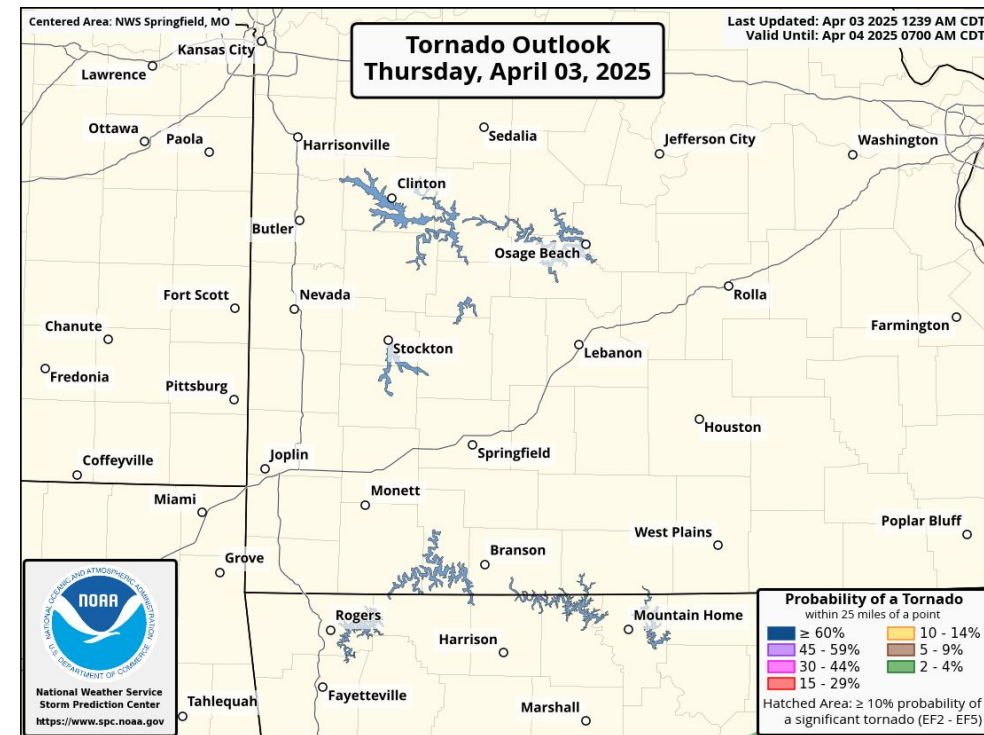 Centered Area: NWS Springfield, MO
Last Updated: Apr 03 2025 1239 AM CDT
Valid Until: Apr 04 2025 0700 AM CDT
Tornado Outlook
Thursday, April 03, 2025
Kansas City
Lawrence
Ottawa
Paola
Harrisonville
Sedalia
Jefferson City
Washington
Clinton
Butler
Osage Beach
Fort Scott
Nevada
Rolla
Chanute
Farmington
Stockton
Lebanon
Fredonia
Pittsburg
Houston
Coffeyville
Joplin
Springfield
Miami
Monett
West Plains
Poplar Bluff
Grove
Branson
Rogers
Harrison
Mountain Home
Tahlequah
Fayetteville
Marshall
NATIONAL OCEANIC AND ATMOSPHERIC ADMINISTRATION
NOAA
U.S. DEPARTMENT OF COMMERCE
National Weather Service
Storm Prediction Center
https://www.spc.noaa.gov
Probability of a Tornado
within 25 miles of a point
≥ 60%
45 - 59%
30 - 44%
15 - 29%
10 - 14%
5 - 9%
2 - 4%
Hatched Area: ≥ 10% probability of
a significant tornado (EF2 - EF5)